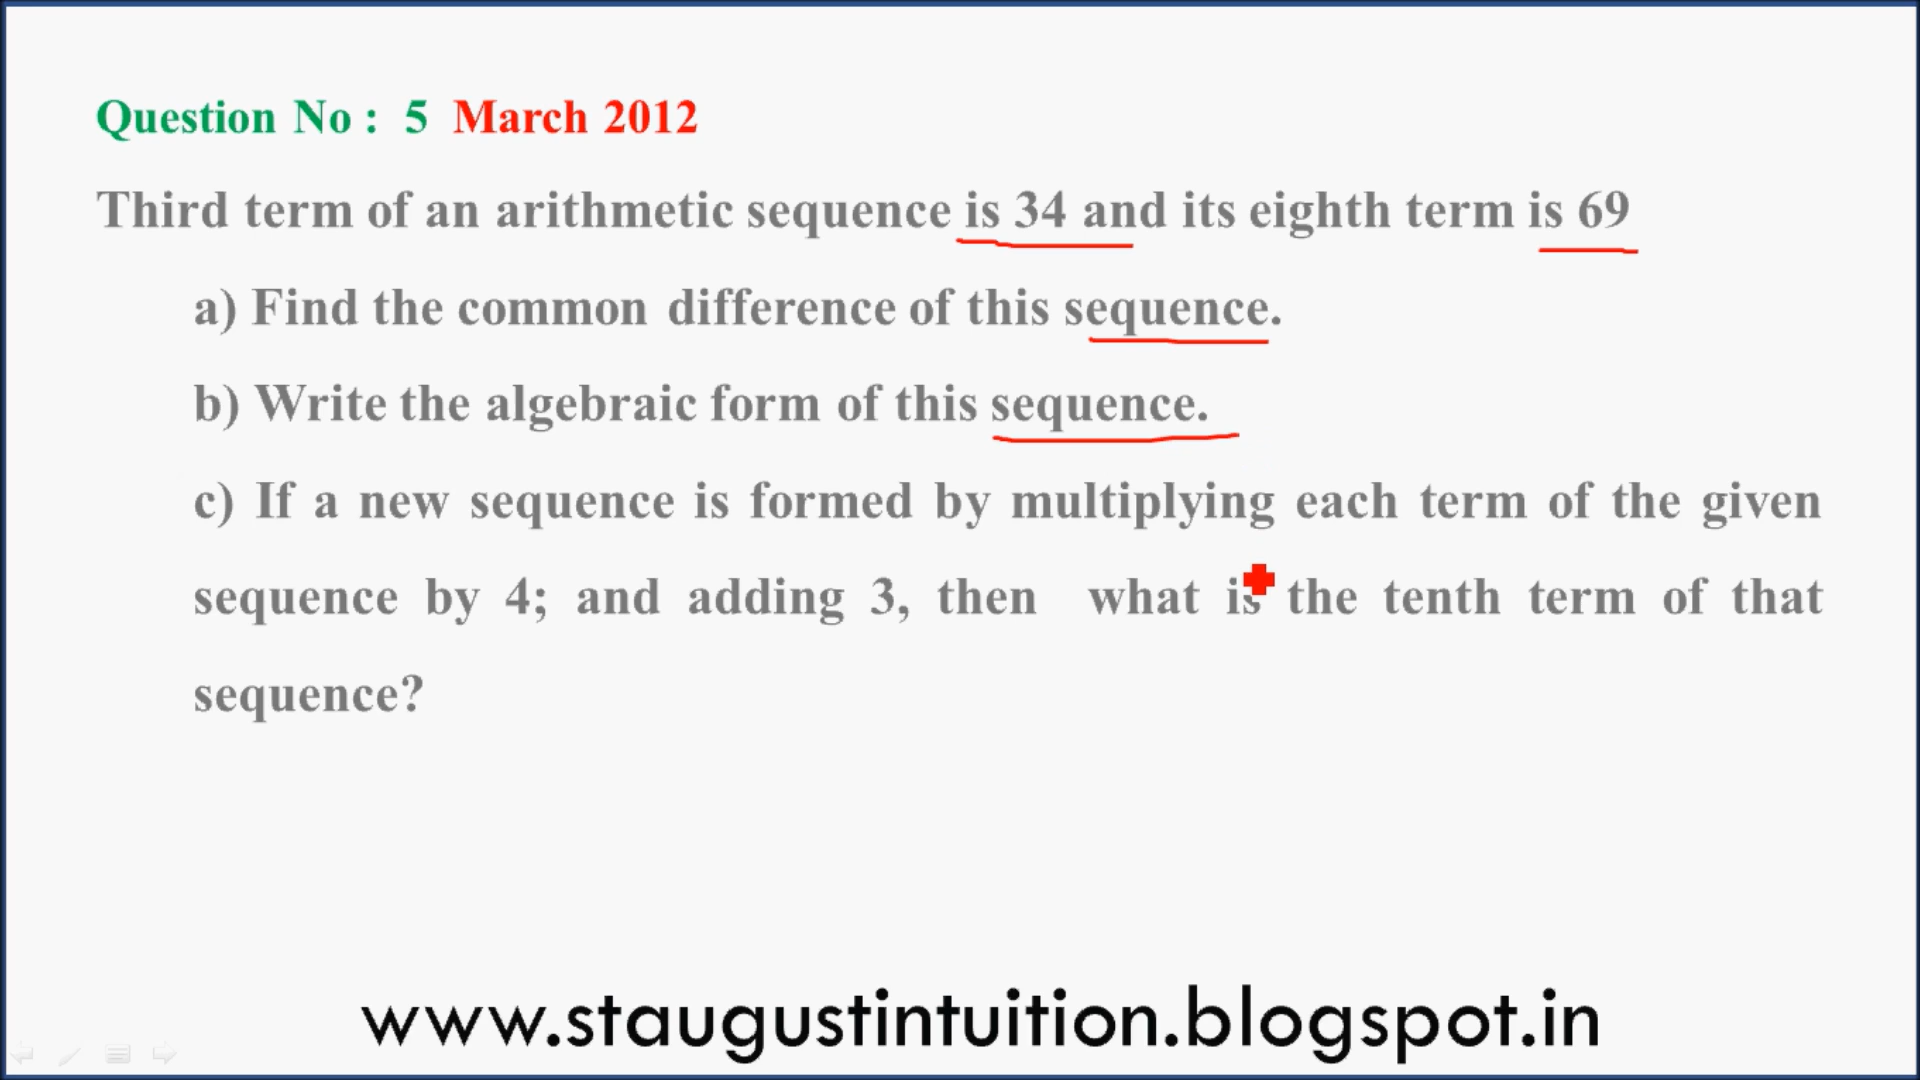 Question No : 5 March 2012
Third term of an arithmetic sequence is 34 and its eighth term is 69
a) Find the common difference of this sequence.
b) Write the algebraic form of this sequence.
c) If a new sequence is formed by multiplying each term of the given
sequence by 4; and adding 3, then what is the tenth term of that
sequence?
www.staugustintuition.blogspot.in